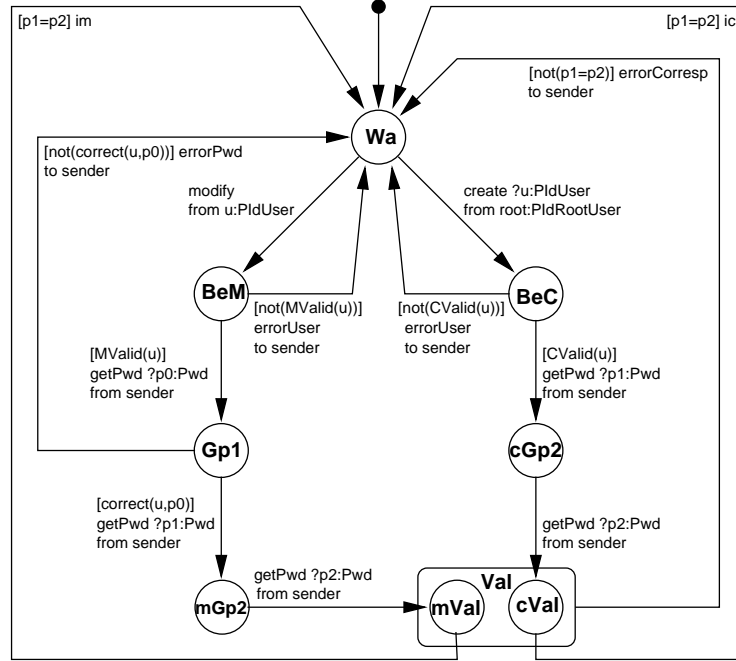 [p1=p2] im
[p1=p2] ic
[not(p1=p2)] errorCorresp
to sender
Wa
[not(correct(u,p0))] errorPwd
to sender
modify
from u:PIdUser
create ?u:PIdUser
from root:PIdRootUser
BeM
BeC
[not(MValid(u))]
errorUser
to sender
[not(CValid(u))]
errorUser
to sender
[MValid(u)]
getPwd ?p0:Pwd
from sender
[CValid(u)]
getPwd ?p1:Pwd
from sender
Gp1
cGp2
[correct(u,p0)]
getPwd ?p1:Pwd
from sender
getPwd ?p2:Pwd
from sender
getPwd ?p2:Pwd
from sender
Val
mGp2
mVal
cVal